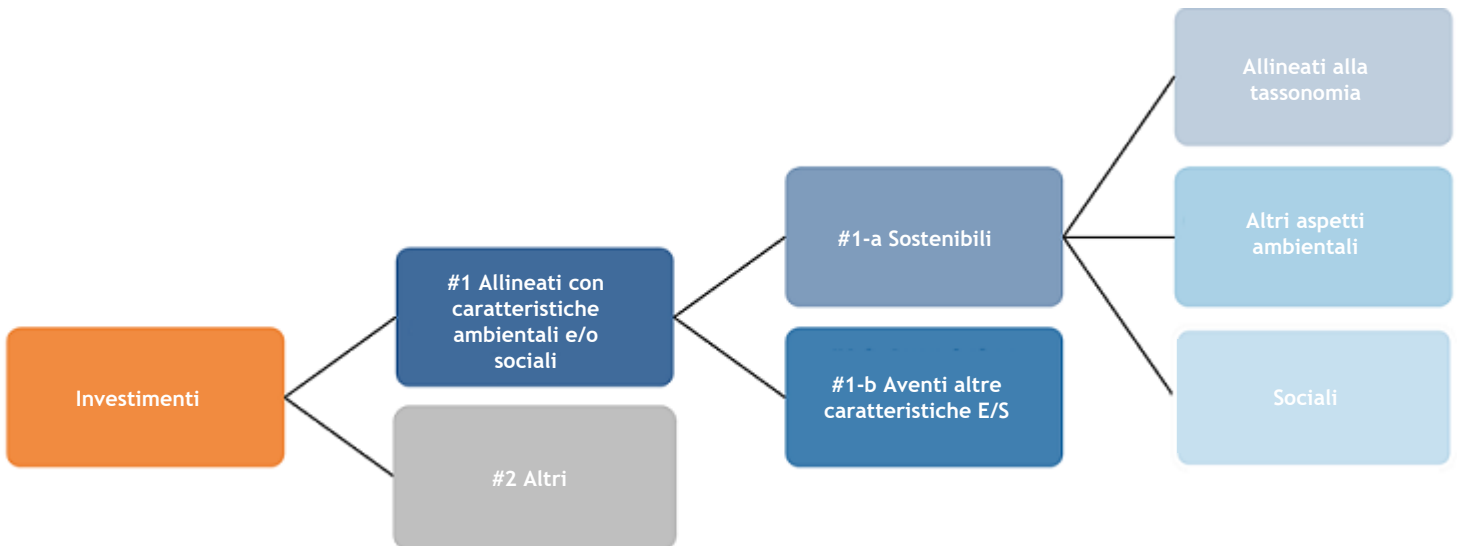 Investimenti
#1 Allineati con
caratteristiche
ambientali e/o
sociali
#2 Altri
#1-a Sostenibili
#1-b Aventi altre
caratteristiche E/S
Allineati alla
tassonomia
Altri aspetti
ambientali
Sociali